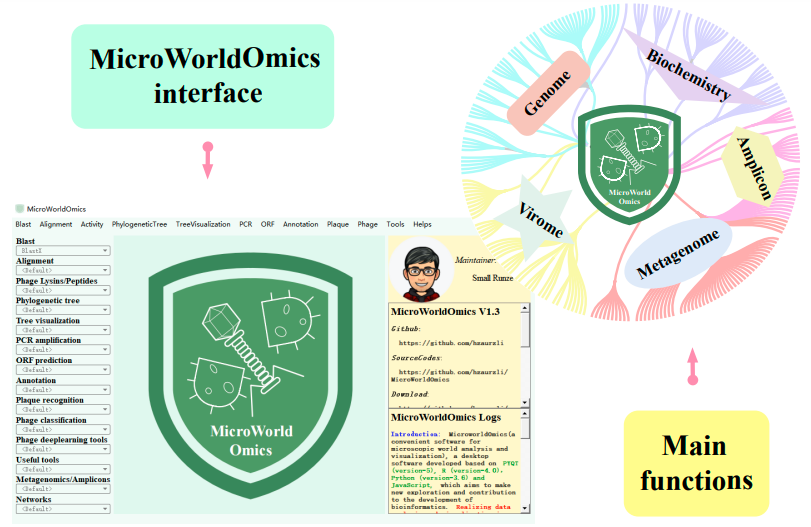 MicroWorldOmics
interface
Genome
Biochemistry
Amplicon
Virome
Metagenome
MicroWorld
Omics
MicroWorldOmics
Blast Alignment Activity PhylogeneticTree TreeVisualization PCR ORF Annotation Plaque Phage Tools Helps
Blast
BlastX
Alignment
(Default)
Phage Lysins/Peptides
(Default)
Phylogenetic tree
(Default)
Tree visualization
(Default)
PCR amplification
(Default)
ORF prediction
(Default)
Annotation
(Default)
Plaque recognition
(Default)
Phage classification
(Default)
Phage deeplearning tools
(Default)
Useful tools
(Default)
Metagenomics/Amplicons
(Default)
Networks
(Default)
MicroWorld
Omics
Maintainer:
Small Runze
MicroWorldOmics V1.3
Github:
https://github.com/hzaurzli
SourceCodes:
https://github.com/hzaurzli/
MicroWorldOmics
Download:
MicroWorldOmics Logs
Introduction: Microworldomics(a
convenient software for
microscopic world analysis and
visualization), a desktop
software developed based on PYQT
(version-5), R (version-4.0),
Python (version-3.6) and
JavaScript, which aims to make
new exploration and contribution
to the development of
bioinformatics. Realizing data
Main
functions